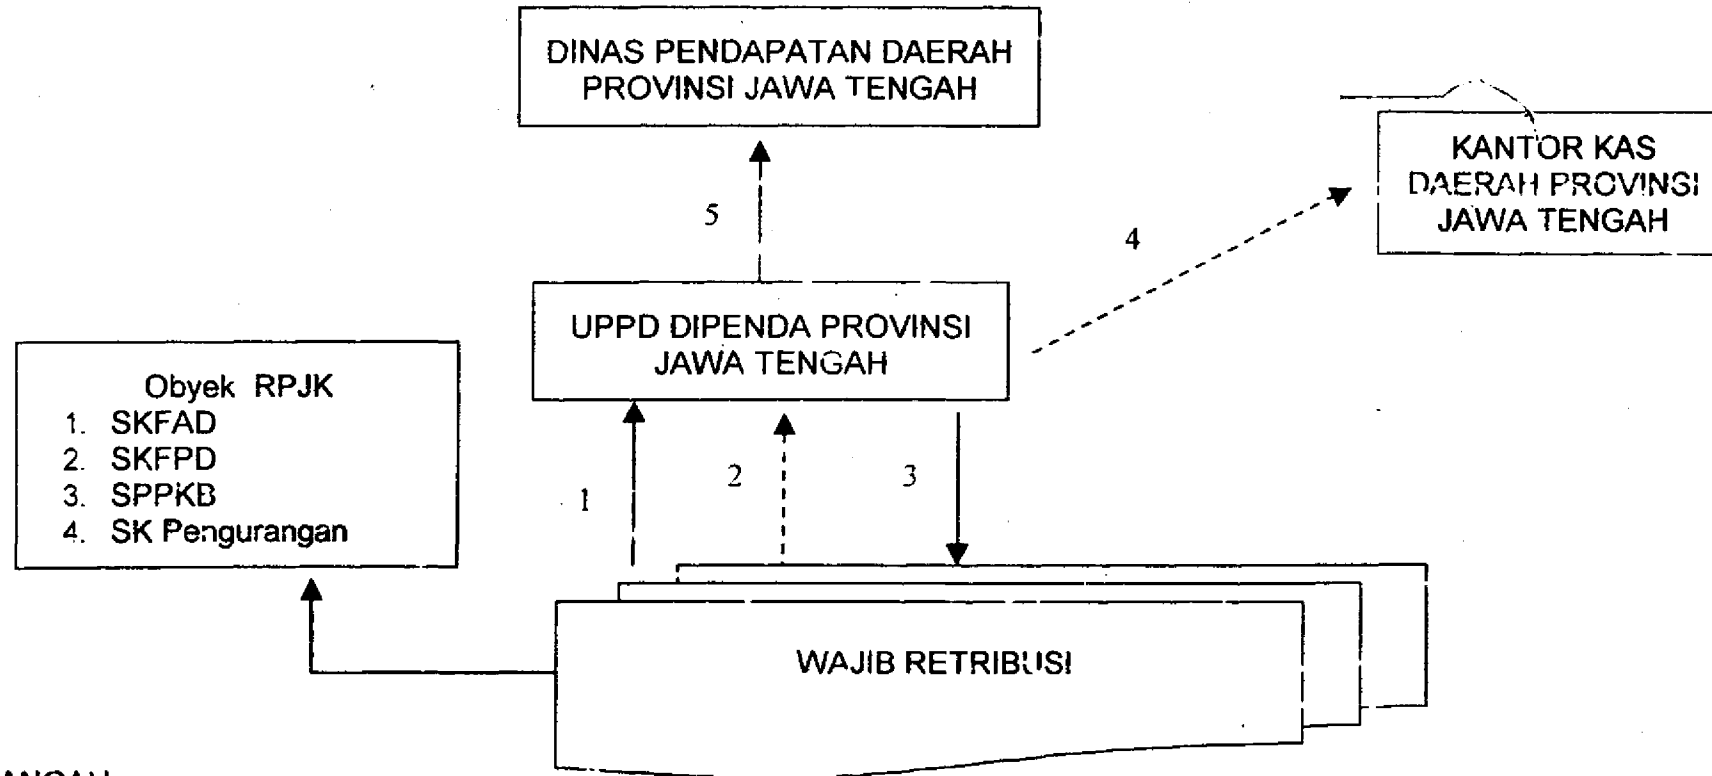 DINAS PENDAPATAN DAERAH
PROVINSI JAWA TENGAH
KANTOR KAS
DAERAH PROVINSI
JAWA TENGAH
5
4
UPPD DIPENDA PROVINSI
JAWA TENGAH
Obyek RPJK
1. SKFAD
2. SKFPD
3. SPPKB
4. SK Pengurangan
1
2
3
WAJIB RETRIBUSI